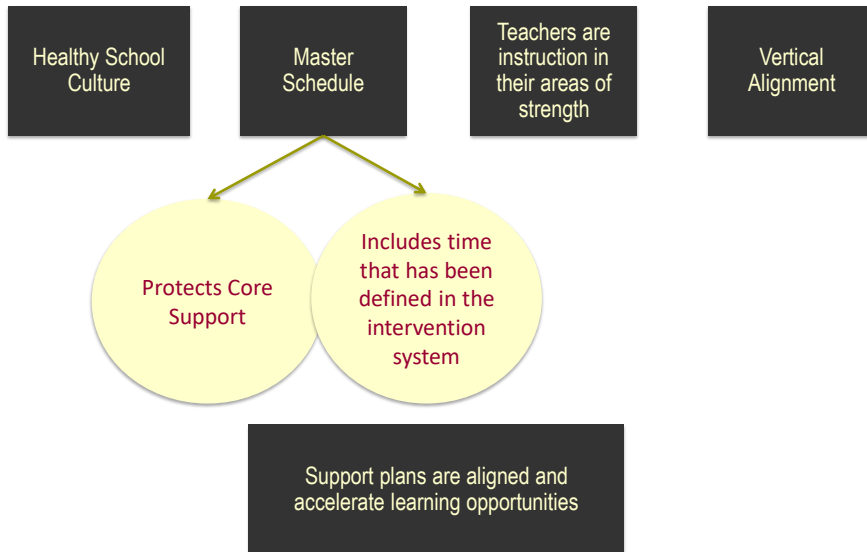 Healthy School
Culture
Master
Schedule
Teachers are
instruction in
their areas of
strength
Vertical
Alignment
Protects Core
Support
Includes time
that has been
defined in the
intervention
system
Support plans are aligned and
accelerate learning opportunities